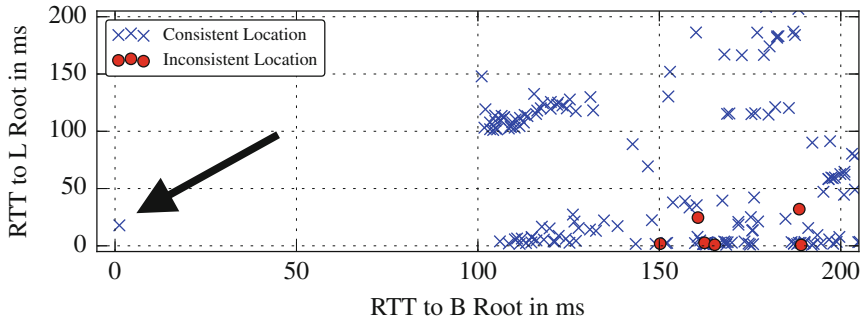 200
150
100
50
0
RTT to L Root in ms
Consistent Location
Inconsistent Location
0 50 100 150 200
RTT to B Root in ms